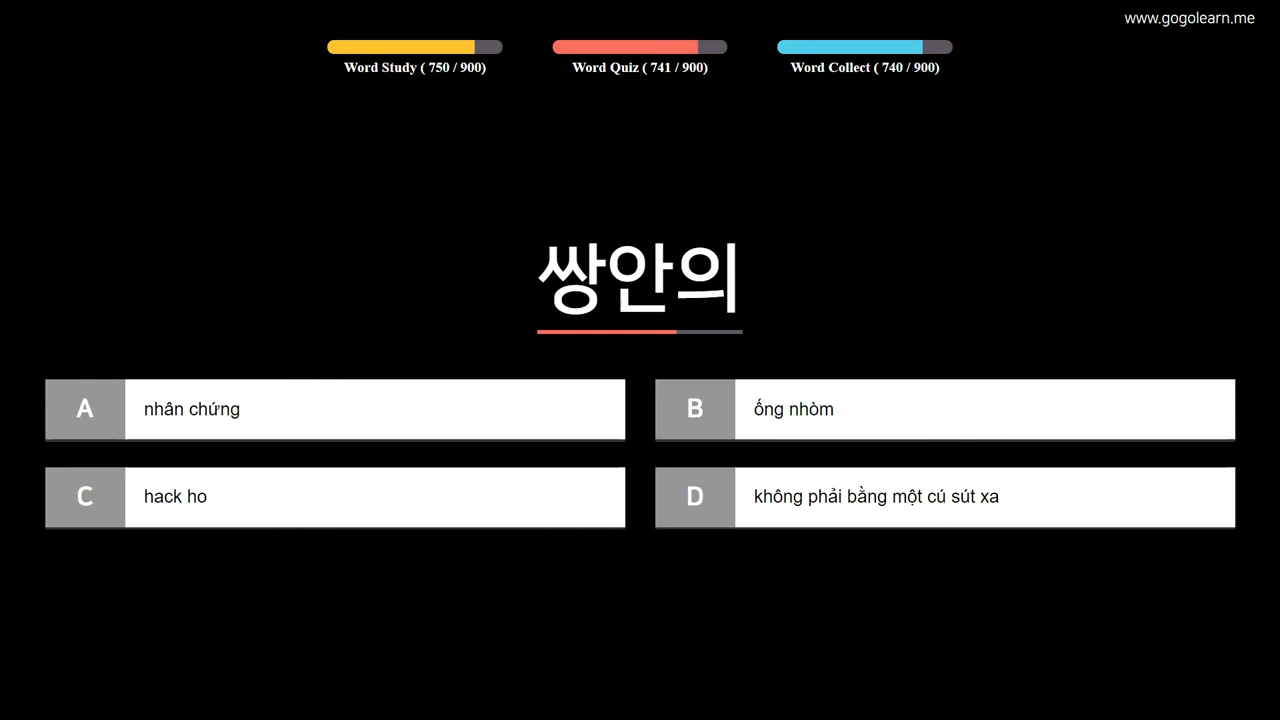 www.gogolearn.me
Word Study ( 750 / 900)
Word Quiz ( 741 / 900)
Word Collect ( 740 / 900)
쌍안의
A nhân chứng
B ống nhòm
C hack ho
D không phải bằng một cú sút xa